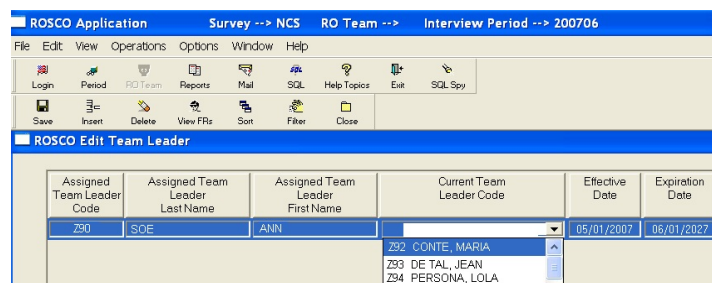 ROSCO Application Survey --> NCS RO Team --> Interview Period --> 200706
File Edit View Operations Options Window Help
Login Period RO Team Reports Mail SQL Help Topics Exit SQL Spy
Save Insert Delete View FRs Sort Filter Close
ROSCO Edit Team Leader
Assigned Team Leader Code
Assigned Team Leader Last Name
Assigned Team Leader First Name
Current Team Leader Code
Effective Date
Expiration Date
Z90 SOE ANN 05/01/2007 06/01/2027
Z92 CONTE, MARIA
Z93 DE TAL, JEAN
Z94 PERSONA, LOLA